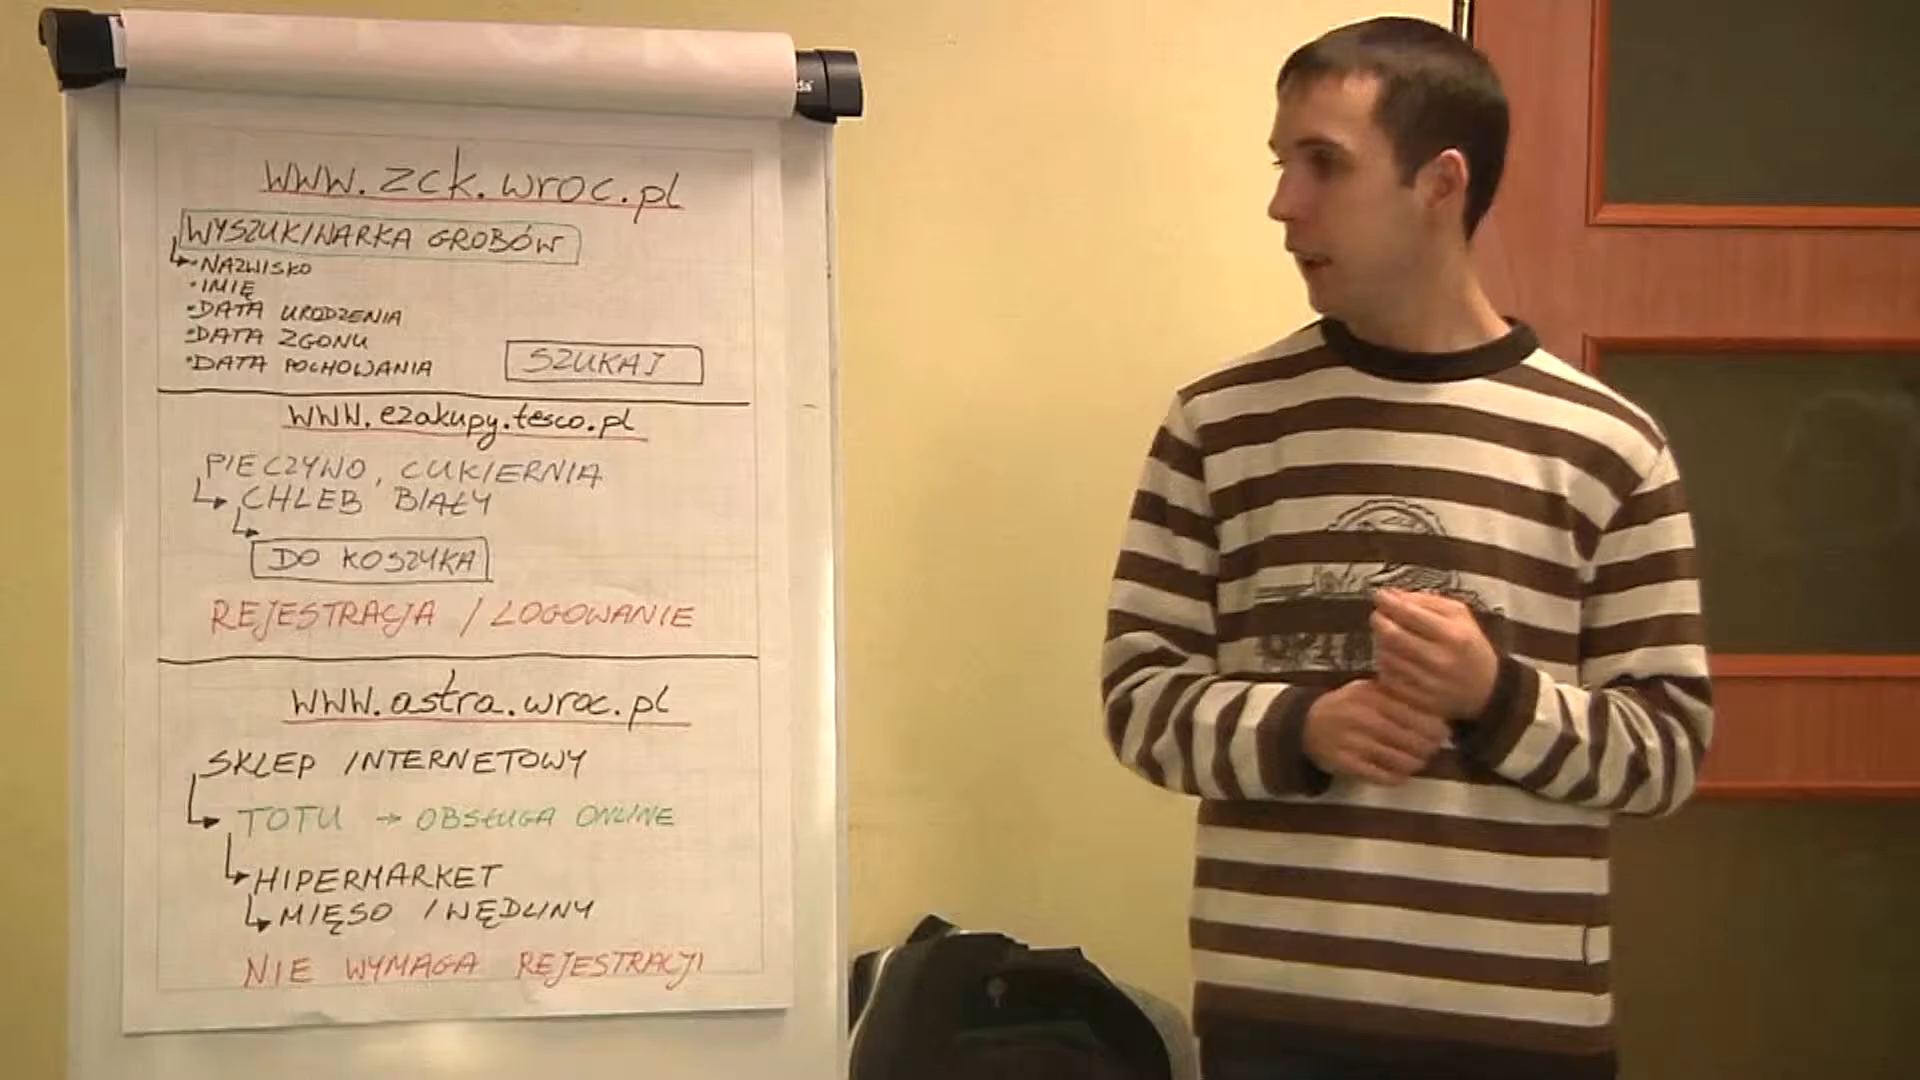 www.zck.wroc.pl
WYSZUKIWARKA GROBÓW
• NAZWISKO
• IMIĘ
• DATA URODZENIA
• DATA ZGONU
• DATA POCHOWANIA
SZUKAJ
www.ezakupy.tesco.pl
PIECZYWO, CUKIERNIA
CHLEB BIAŁY
DO KOSZYKA
REJESTRACJA / LOGOWANIE
www.astra.wroc.pl
SKLEP INTERNETOWY
TOTU → OBSŁUGA ONLINE
HIPERMARKET
MIĘSO / WĘDLINY
NIE WYMAGA REJESTRACJI